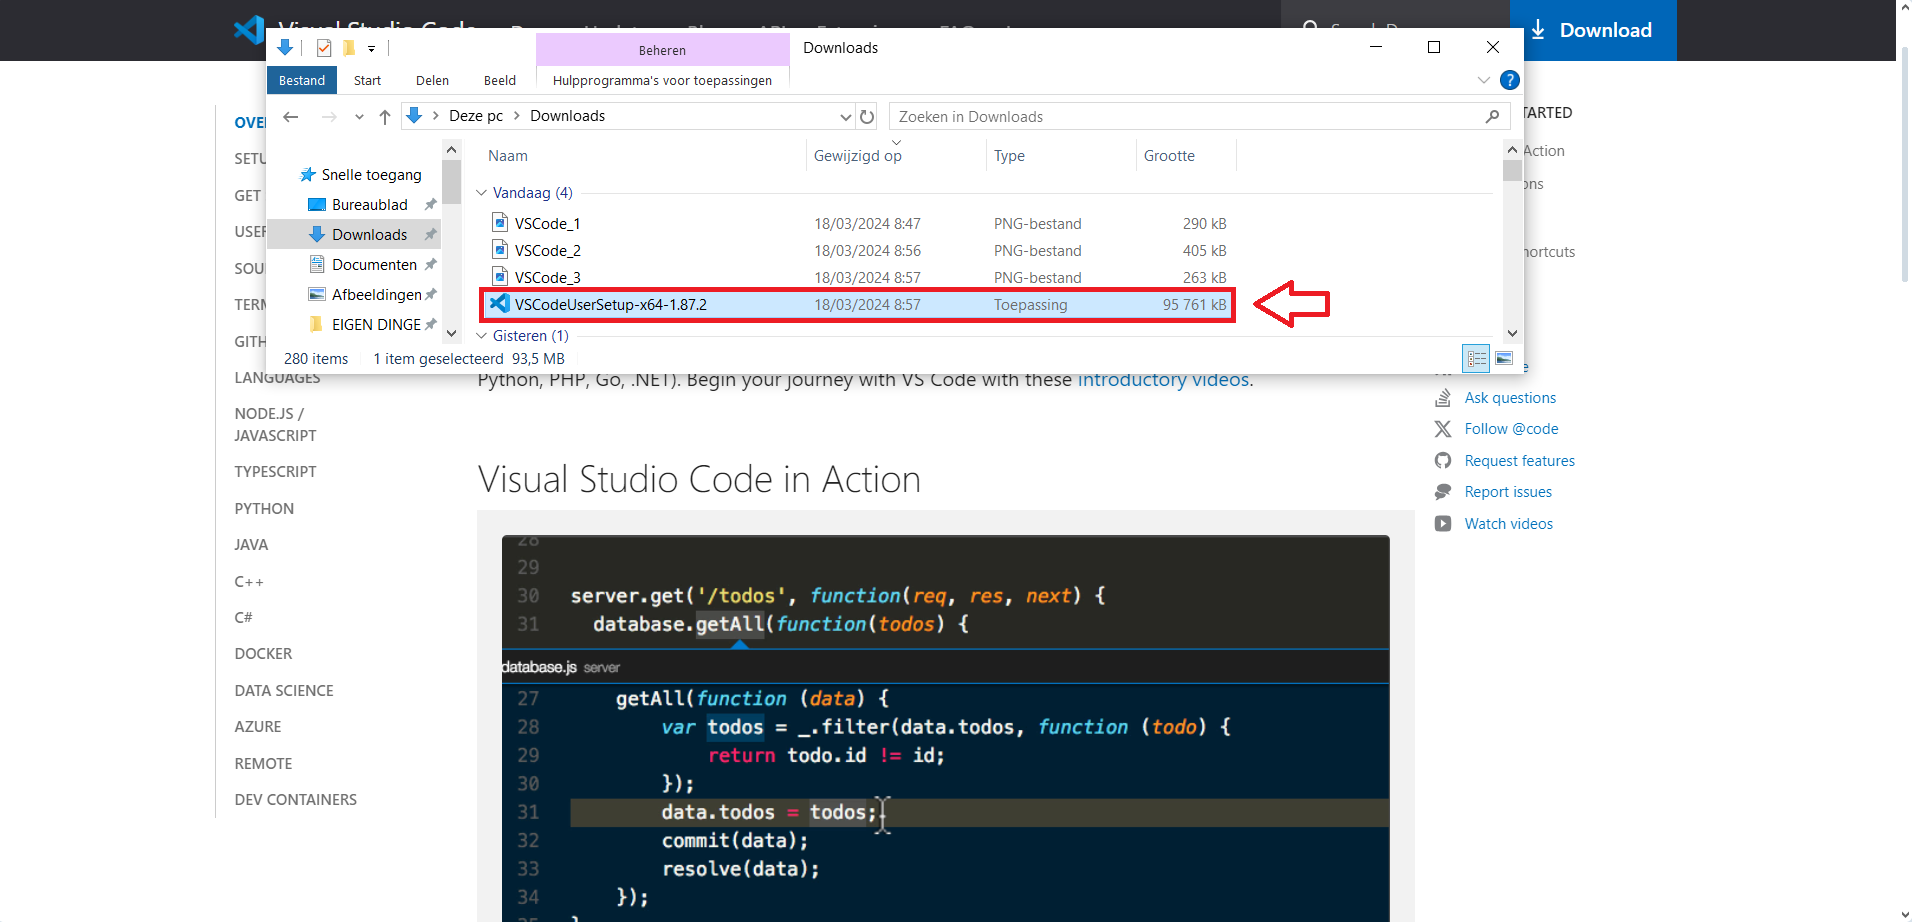 Download
Beheren
Downloads
Bestand
Start
Delen
Beeld
Hulpprogramma's voor toepassingen
Deze pc
Downloads
Zoeken in Downloads
Naam
Gewijzigd op
Type
Grootte
Snelle toegang
Bureaublad
Downloads
Documenten
Afbeeldingen
EIGEN DINGE
Vandaag (4)
VSCode_1 18/03/2024 8:47 PNG-bestand 290 kB
VSCode_2 18/03/2024 8:56 PNG-bestand 405 kB
VSCode_3 18/03/2024 8:57 PNG-bestand 263 kB
VSCodeUserSetup-x64-1.87.2 18/03/2024 8:57 Toepassing 95 761 kB
Gisteren (1)
280 items 1 item geselecteerd 93,5 MB
GET
LANGUAGES
NODE.JS /
JAVASCRIPT
TYPESCRIPT
PYTHON
JAVA
C++
C#
DOCKER
DATA SCIENCE
AZURE
REMOTE
DEV CONTAINERS
Python, PHP, Go, .NET). Begin your journey with VS Code with these introductory videos.
Visual Studio Code in Action
28
29
30 server.get('/todos', function(req, res, next) {
31 database.getAll(function(todos) {
database.js server
27 getAll(function (data) {
28 var todos = _.filter(data.todos, function (todo) {
29 return todo.id != id;
30 });
31 data.todos = todos;
32 commit(data);
33 resolve(data);
34 });
TARTED
Action
ons
hortcuts
Ask questions
Follow @code
Request features
Report issues
Watch videos